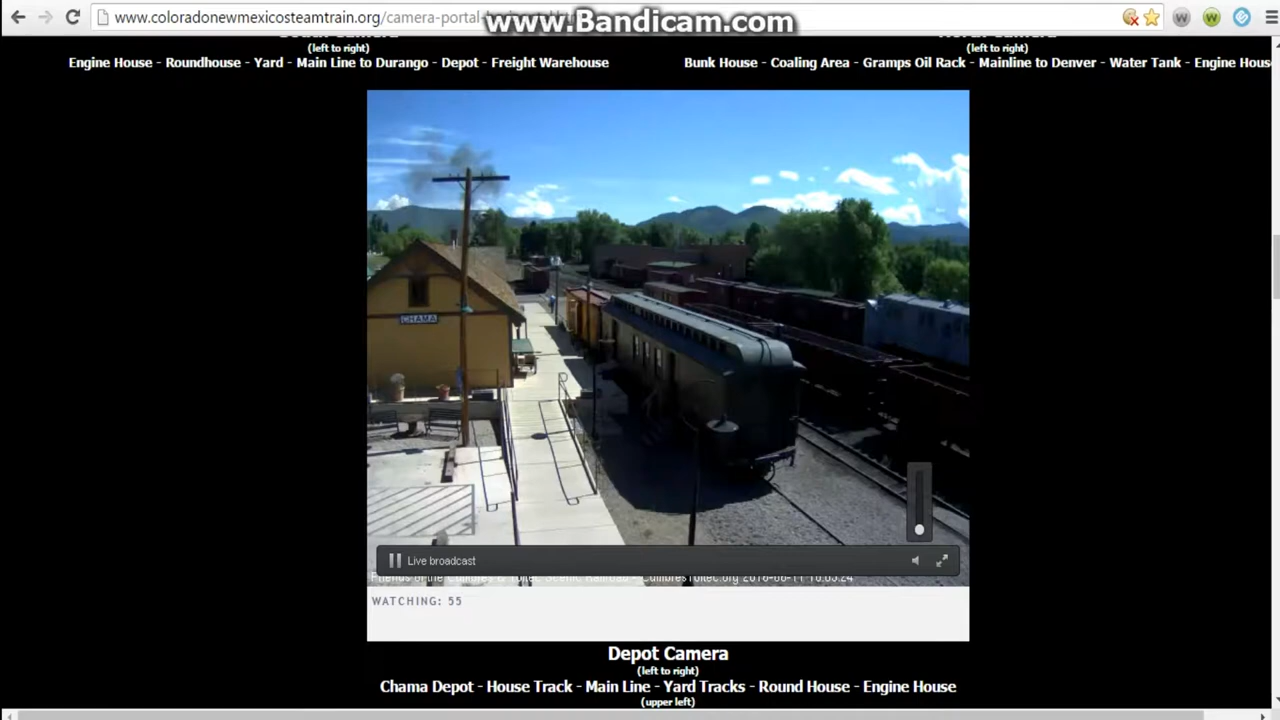 www.coloradonewmexicosteamtrain.org/camera-portal
www.Bandicam.com
(left to right)
(left to right)
Engine House - Roundhouse - Yard - Main Line to Durango - Depot - Freight Warehouse
Bunk House - Coaling Area - Gramps Oil Rack - Mainline to Denver - Water Tank - Engine House
CHAMA
Live broadcast
WATCHING: 55
Depot Camera
(left to right)
Chama Depot - House Track - Main Line - Yard Tracks - Round House - Engine House
(upper left)